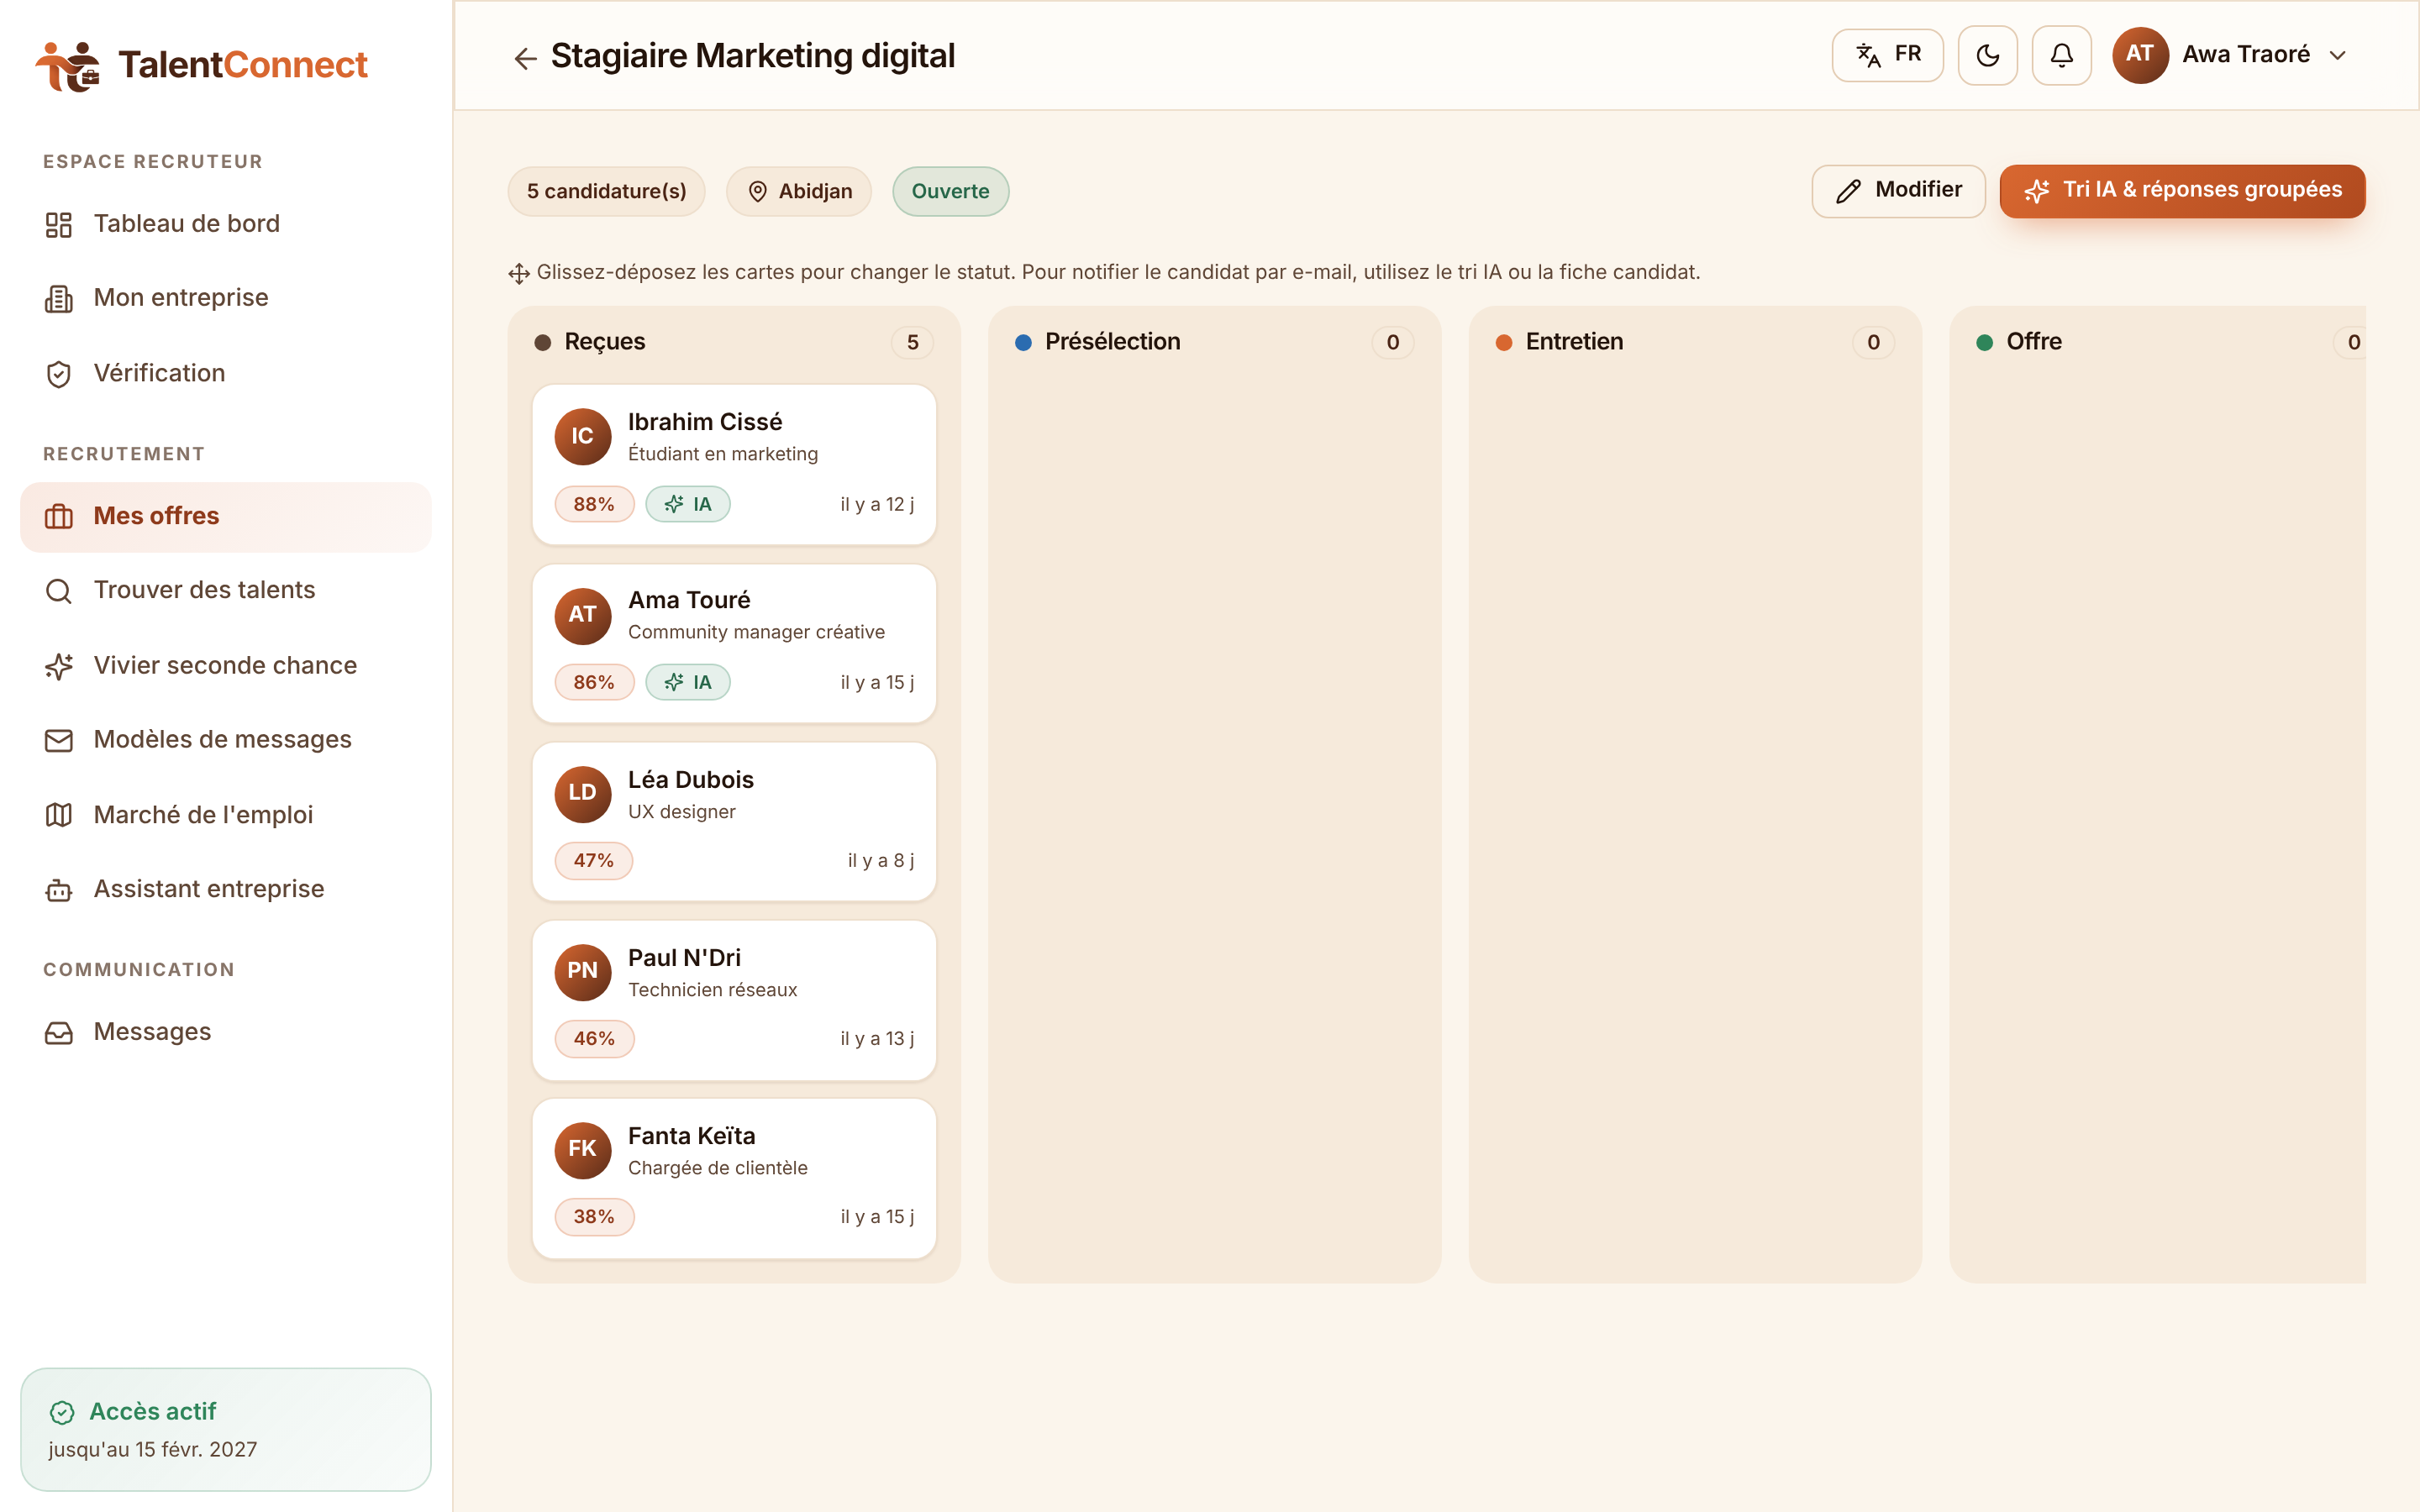 TalentConnect
ESPACE RECRUTEUR
Tableau de bord
Mon entreprise
Vérification
RECRUTEMENT
Mes offres
Trouver des talents
Vivier seconde chance
Modèles de messages
Marché de l'emploi
Assistant entreprise
COMMUNICATION
Messages
Accès actif
jusqu'au 15 févr. 2027
Stagiaire Marketing digital
FR
AT Awa Traoré
5 candidature(s)
Abidjan
Ouverte
Modifier
Tri IA & réponses groupées
Glissez-déposez les cartes pour changer le statut. Pour notifier le candidat par e-mail, utilisez le tri IA ou la fiche candidat.
Reçues 5
IC
Ibrahim Cissé
Étudiant en marketing
88% IA il y a 12 j
AT
Ama Touré
Community manager créative
86% IA il y a 15 j
LD
Léa Dubois
UX designer
47% il y a 8 j
PN
Paul N'Dri
Technicien réseaux
46% il y a 13 j
FK
Fanta Keïta
Chargée de clientèle
38% il y a 15 j
Présélection 0
Entretien 0
Offre 0